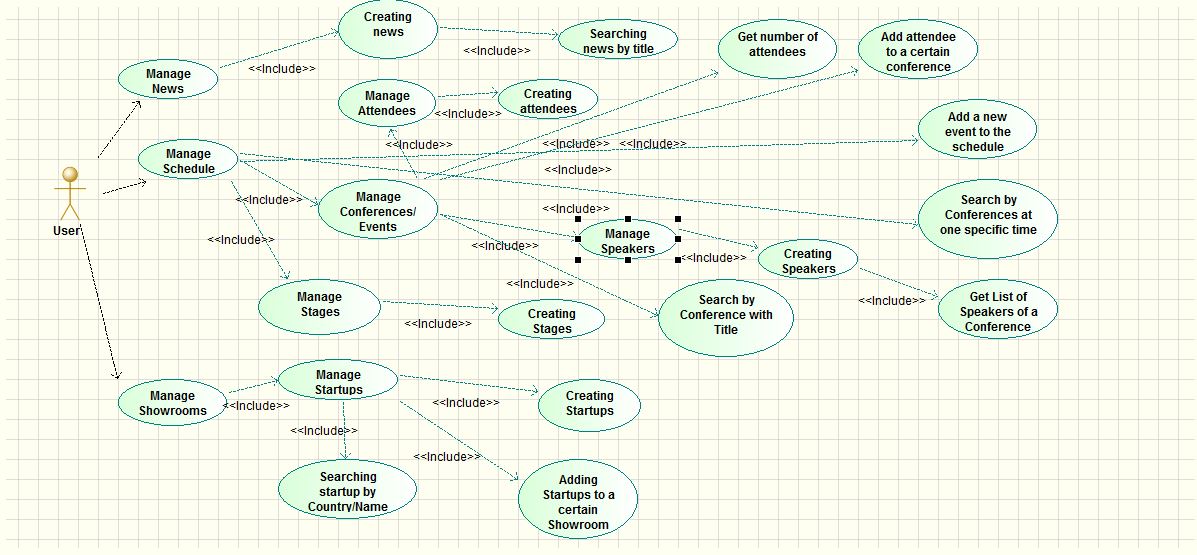 Creating
news
<<Include>>
Searching
news by title
Get number of
attendees
Add attendee
to a certain
conference
Manage
News
<<Include>>
Manage
Attendees
<<Include>>
Creating
attendees
Add a new
event to the
schedule
Manage
Schedule
<<Include>>
<<Include>>
<<Include>>
<<Include>>
User
<<Include>>
Manage
Conferences/
Events
<<Include>>
Search by
Conferences at
one specific time
<<Include>>
<<Include>>
Manage
Speakers
<<Include>>
Creating
Speakers
<<Include>>
Get List of
Speakers of a
Conference
Manage
Stages
<<Include>>
Creating
Stages
<<Include>>
Search by
Conference with
Title
Manage
Showrooms
<<Include>>
Manage
Startups
<<Include>>
Creating
Startups
<<Include>>
<<Include>>
Searching
startup by
Country/Name
Adding
Startups to a
certain
Showroom